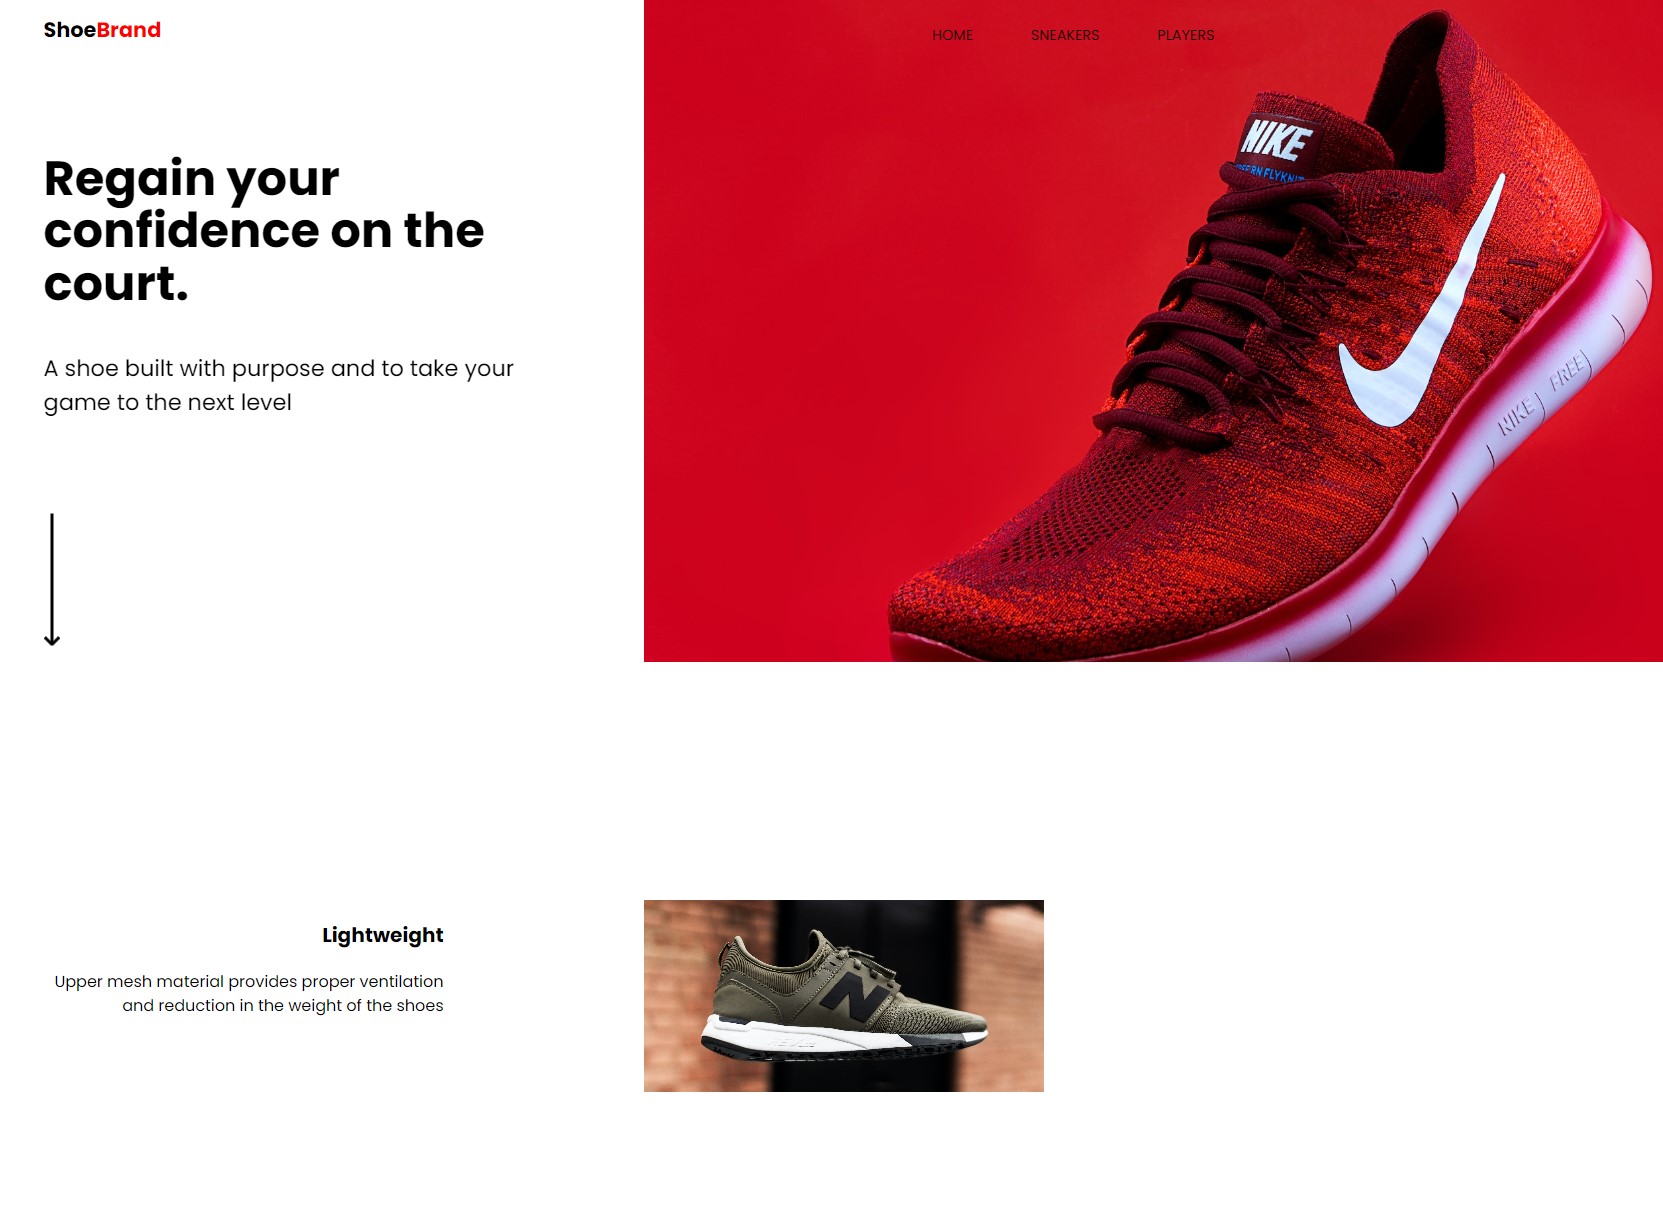 ShoeBrand
HOME SNEAKERS PLAYERS
Regain your
confidence on the
court.
A shoe built with purpose and to take your
game to the next level
NIKE
NIKE FREE
Lightweight
Upper mesh material provides proper ventilation
and reduction in the weight of the shoes
N